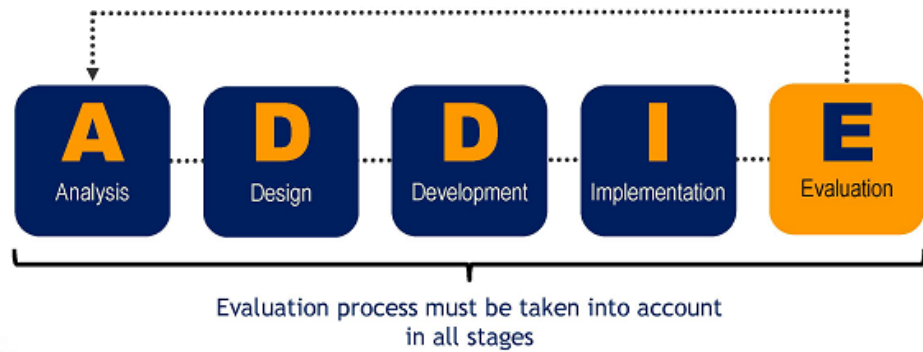 A
Analysis
D
Design
D
Development
I
Implementation
E
Evaluation
Evaluation process must be taken into account
in all stages